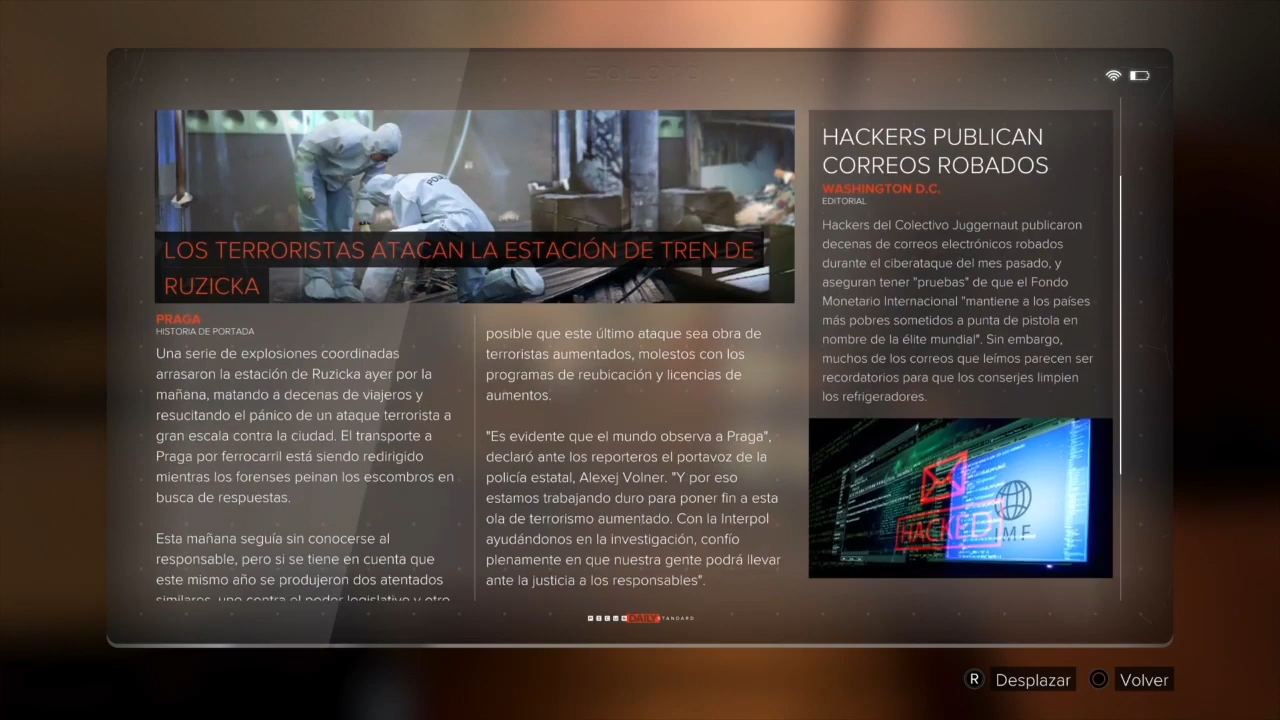 SOLOTO
LOS TERRORISTAS ATACAN LA ESTACIÓN DE TREN DE
RUZICKA
PRAGA
HISTORIA DE PORTADA
Una serie de explosiones coordinadas
arrasaron la estación de Ruzicka ayer por la
mañana, matando a decenas de viajeros y
resucitando el pánico de un ataque terrorista a
gran escala contra la ciudad. El transporte a
Praga por ferrocarril está siendo redirigido
mientras los forenses peinan los escombros en
busca de respuestas.
Esta mañana seguía sin conocerse al
responsable, pero si se tiene en cuenta que
este mismo año se produjeron dos atentados
similares, uno contra el poder legislativo y otro
posible que este último ataque sea obra de
terroristas aumentados, molestos con los
programas de reubicación y licencias de
aumentos.
"Es evidente que el mundo observa a Praga",
declaró ante los reporteros el portavoz de la
policía estatal, Alexej Volner. "Y por eso
estamos trabajando duro para poner fin a esta
ola de terrorismo aumentado. Con la Interpol
ayudándonos en la investigación, confío
plenamente en que nuestra gente podrá llevar
ante la justicia a los responsables".
HACKERS PUBLICAN
CORREOS ROBADOS
WASHINGTON D.C.
EDITORIAL
Hackers del Colectivo Juggernaut publicaron
decenas de correos electrónicos robados
durante el ciberataque del mes pasado, y
aseguran tener "pruebas" de que el Fondo
Monetario Internacional "mantiene a los países
más pobres sometidos a punta de pistola en
nombre de la élite mundial". Sin embargo,
muchos de los correos que leímos parecen ser
recordatorios para que los conserjes limpien
los refrigeradores.
HACKED
I.M.F.
PICUS DAILY STANDARD
R Desplazar Volver